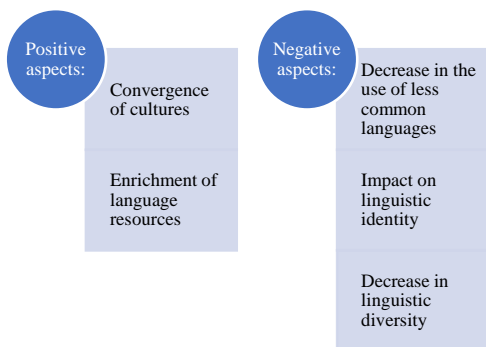 Positive
aspects:
Convergence
of cultures
Enrichment of
language
resources
Negative
aspects:
Decrease in the
use of less
common
languages
Impact on
linguistic
identity
Decrease in
linguistic
diversity